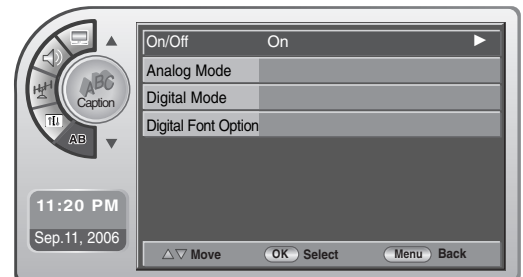 On/Off On
Analog Mode
Digital Mode
Digital Font Option
ABC
Caption
AB
11:20 PM
Sep.11, 2006
Move OK Select Menu Back